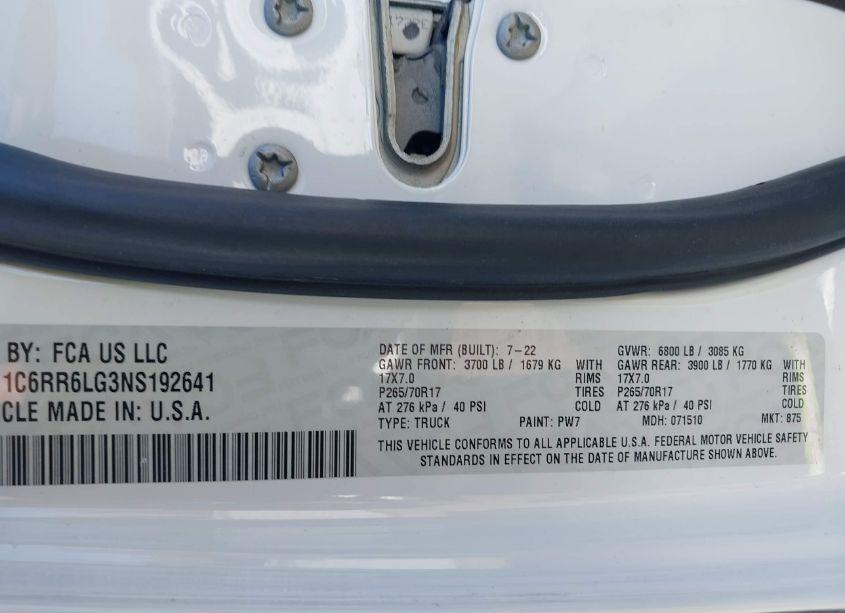 BY: FCA US LLC
1C6RR6LG3NS192641
CLE MADE IN: U.S.A.
DATE OF MFR (BUILT): 7-22 GVWR: 6800 LB / 3085 KG
GAWR FRONT: 3700 LB / 1679 KG WITH GAWR REAR: 3900 LB / 1770 KG WITH
17X7.0 RIMS 17X7.0 RIMS
P265/70R17 TIRES P265/70R17 TIRES
AT 276 kPa / 40 PSI COLD AT 276 kPa / 40 PSI COLD
TYPE: TRUCK PAINT: PW7 MDH: 071510 MKT: 875
THIS VEHICLE CONFORMS TO ALL APPLICABLE U.S.A. FEDERAL MOTOR VEHICLE SAFETY
STANDARDS IN EFFECT ON THE DATE OF MANUFACTURE SHOWN ABOVE.